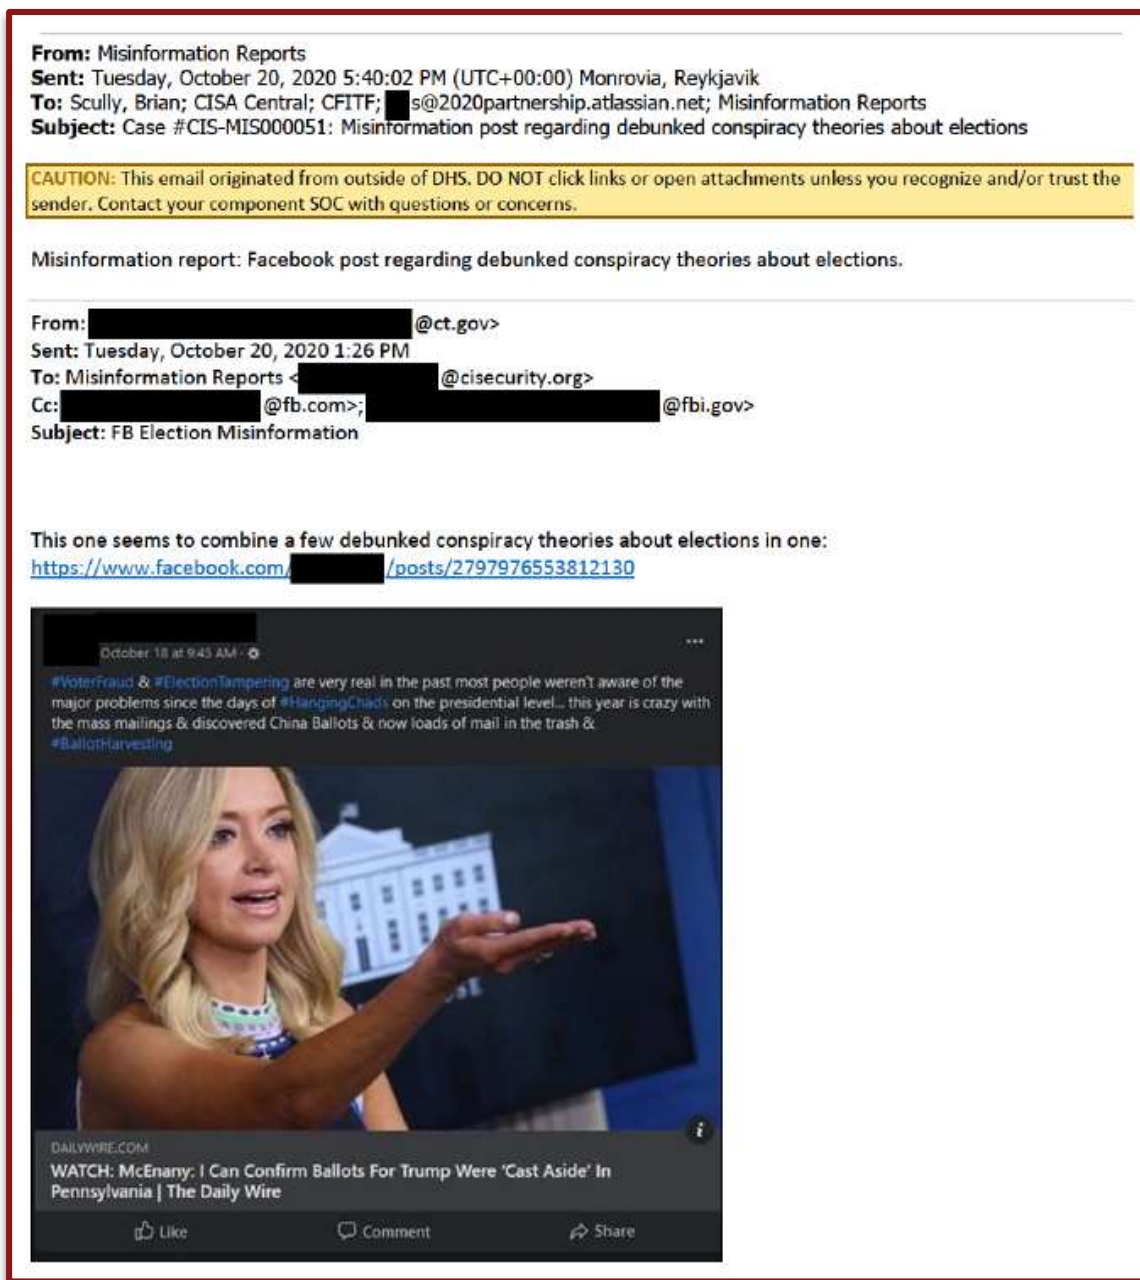 From: Misinformation Reports
Sent: Tuesday, October 20, 2020 5:40:02 PM (UTC+00:00) Monrovia, Reykjavik
To: Scully, Brian; CISA Central; CFITF; s@2020partnership.atlassian.net; Misinformation Reports
Subject: Case #CIS-MIS000051: Misinformation post regarding debunked conspiracy theories about elections
CAUTION: This email originated from outside of DHS. DO NOT click links or open attachments unless you recognize and/or trust the
sender. Contact your component SOC with questions or concerns.
Misinformation report: Facebook post regarding debunked conspiracy theories about elections.
From: @ct.gov>
Sent: Tuesday, October 20, 2020 1:26 PM
To: Misinformation Reports < @cisecurity.org>
Cc: @fb.com>; @fbi.gov>
Subject: FB Election Misinformation
This one seems to combine a few debunked conspiracy theories about elections in one:
https://www.facebook.com/ /posts/2797976553812130
October 18 at 9:45 AM ·
#VoterFraud & #ElectionTampering are very real in the past most people weren't aware of the
major problems since the days of #HangingChads on the presidential level... this year is crazy with
the mass mailings & discovered China Ballots & now loads of mail in the trash &
#BallotHarvesting
DAILYWIRE.COM
WATCH: McEnany: I Can Confirm Ballots For Trump Were 'Cast Aside' In
Pennsylvania | The Daily Wire
Like Comment Share